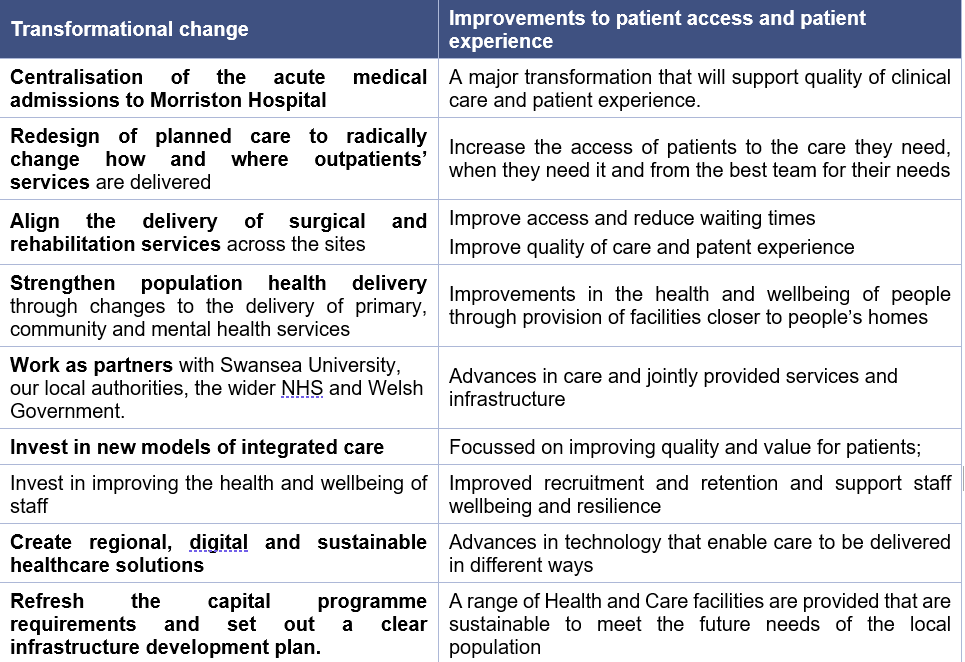 Transformational change
Improvements to patient access and patient
experience
Centralisation of the acute medical
admissions to Morriston Hospital
A major transformation that will support quality of clinical
care and patient experience.
Redesign of planned care to radically
change how and where outpatients’
services are delivered
Increase the access of patients to the care they need,
when they need it and from the best team for their needs
Align the delivery of surgical and
rehabilitation services across the sites
Improve access and reduce waiting times
Improve quality of care and patent experience
Strengthen population health delivery
through changes to the delivery of primary,
community and mental health services
Improvements in the health and wellbeing of people
through provision of facilities closer to people’s homes
Work as partners with Swansea University,
our local authorities, the wider NHS and Welsh
Government.
Advances in care and jointly provided services and
infrastructure
Invest in new models of integrated care
Focussed on improving quality and value for patients;
Invest in improving the health and wellbeing of
staff
Improved recruitment and retention and support staff
wellbeing and resilience
Create regional, digital and sustainable
healthcare solutions
Advances in technology that enable care to be delivered
in different ways
Refresh the capital programme
requirements and set out a clear
infrastructure development plan.
A range of Health and Care facilities are provided that are
sustainable to meet the future needs of the local
population